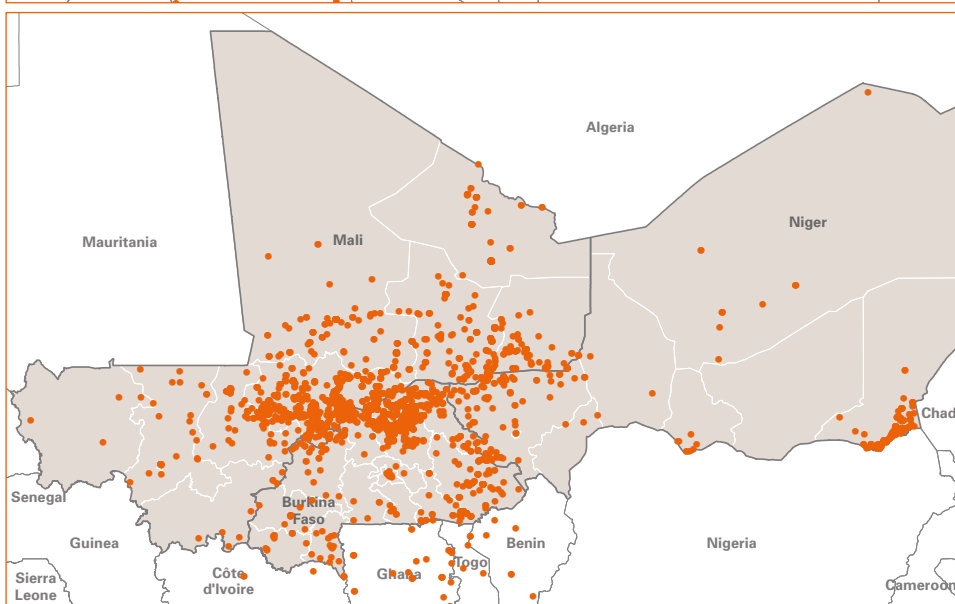 Algeria
Niger
Mali
Mauritania
Chad
Senegal
Burkina
Faso
Guinea
Benin
Nigeria
Togo
Ghana
Côte
d'Ivoire
Sierra
Leone
Cameroon